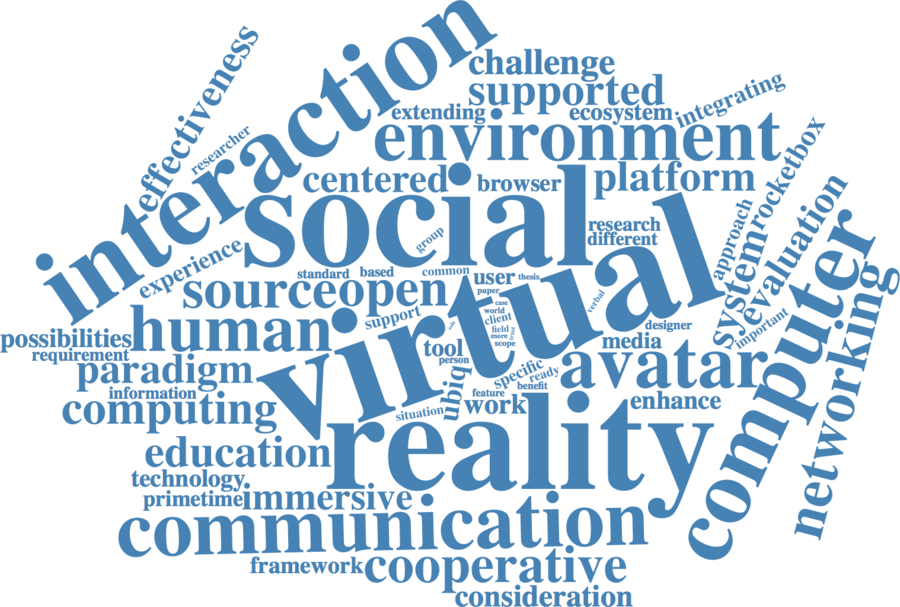 interaction
effectiveness
researcher
challenge
supported
extending
ecosystem
integrating
environment
centered
browser
platform
rocketbox
social
group
research
different
approach
experience
standard
based
common
user
thesis
virtual
system
evaluation
important
source
open
paper
case
world
client
field
more
scope
verbal
designer
media
support
possibilities
human
requirement
tool
person
paradigm
information
computing
specific
ready
benefit
feature
situation
ubiq
work
avatar
enhance
computer
networking
education
reality
technology
primetime
immersive
communication
framework
cooperative
consideration